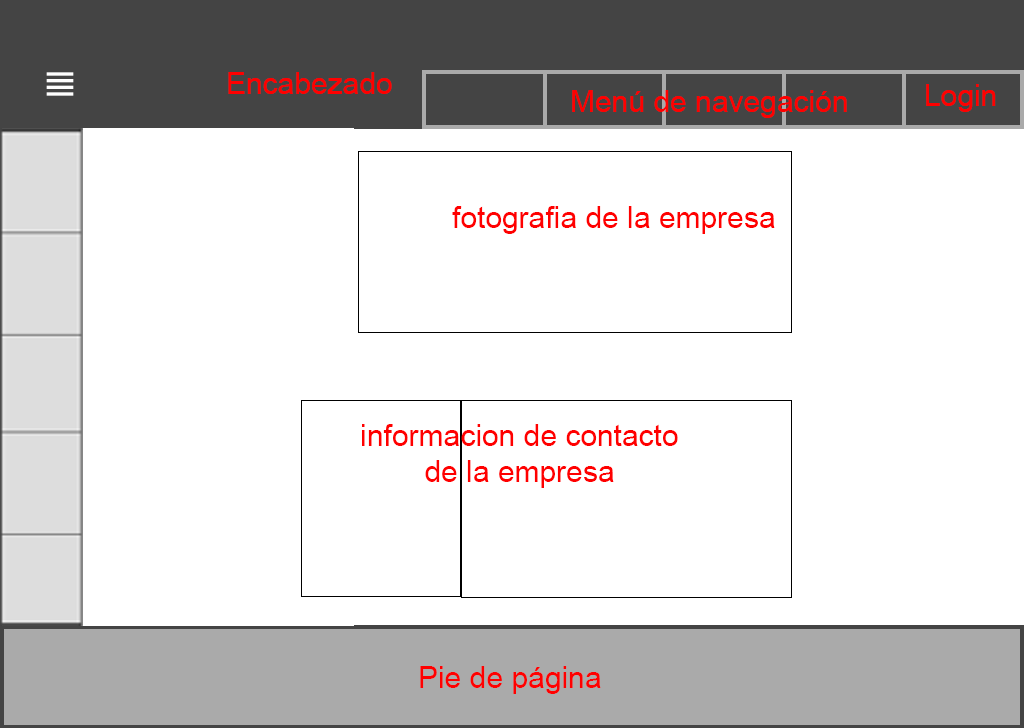 Encabezado
Menú de navegación
Login
fotografia de la empresa
informacion de contacto
de la empresa
Pie de página